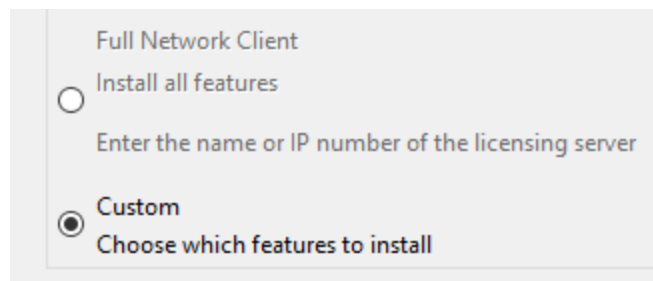 Full Network Client
Install all features
Enter the name or IP number of the licensing server
Custom
Choose which features to install